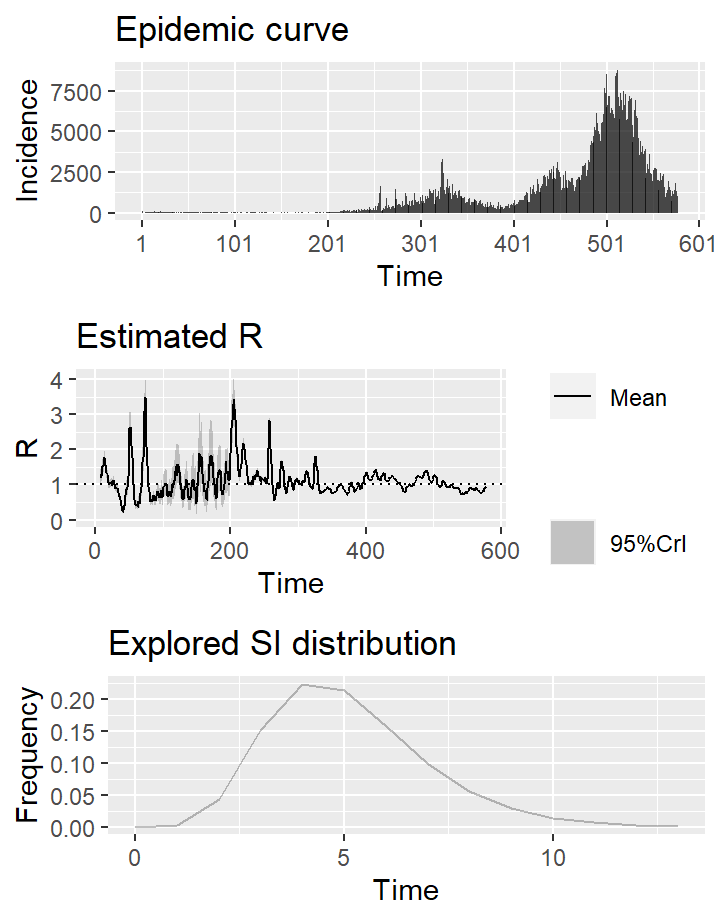 Epidemic curve
Incidence
7500
5000
2500
0
1 101 201 301 401 501 601
Time
Estimated R
R
4
3
2
1
0
0 200 400 600
Time
Mean
95%CrI
Explored SI distribution
Frequency
0.20
0.15
0.10
0.05
0.00
0 5 10
Time